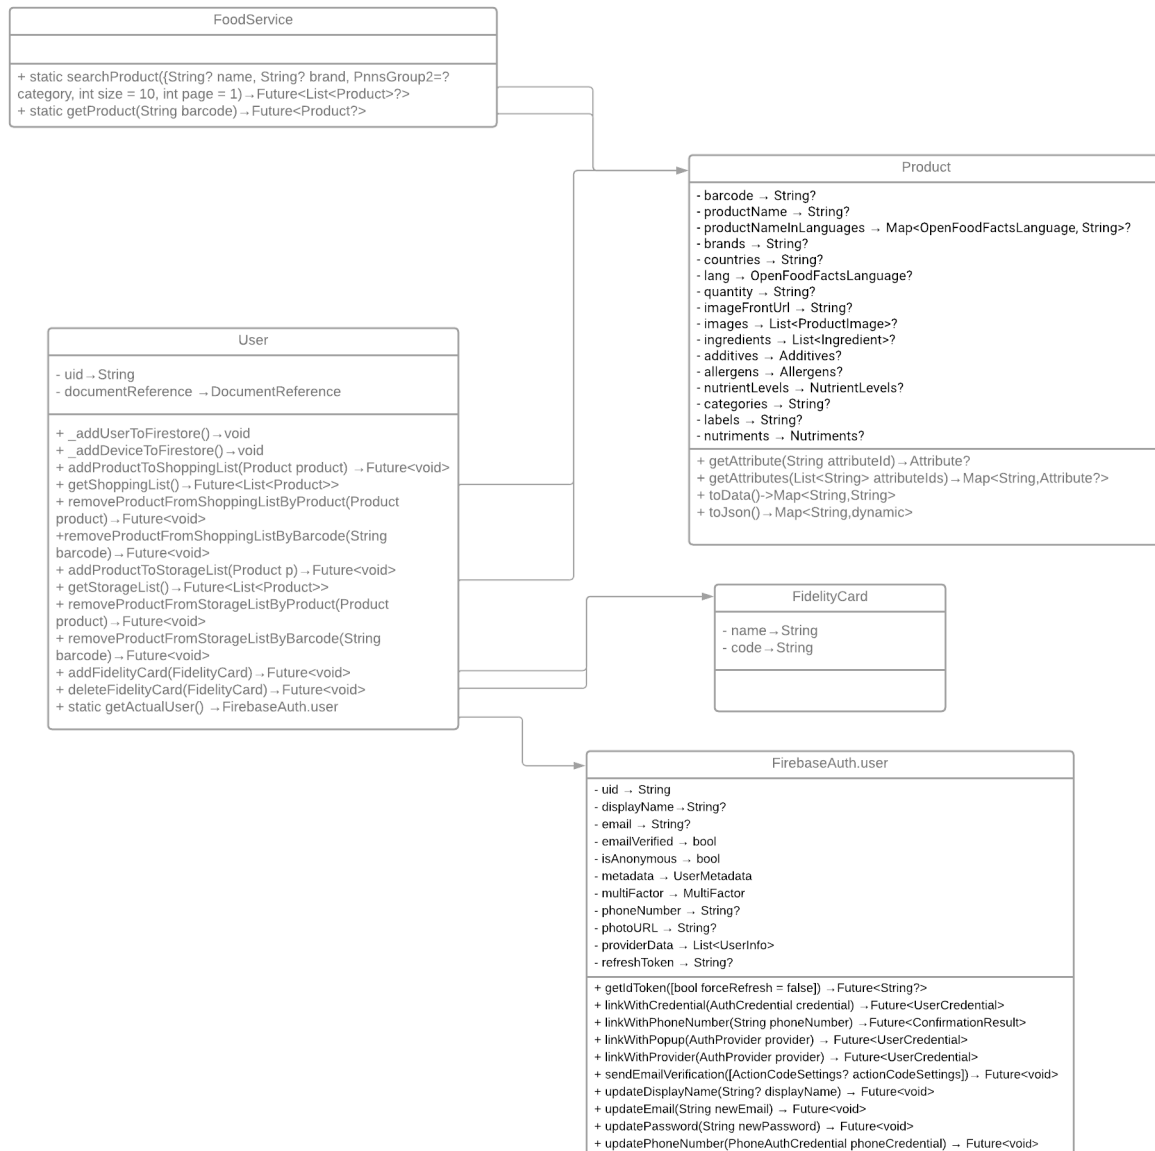 FoodService
+ static searchProduct({String? name, String? brand, PnnsGroup2=?
category, int size = 10, int page = 1)→Future<List<Product>?>
+ static getProduct(String barcode)→Future<Product?>
Product
- barcode → String?
- productName → String?
- productNameInLanguages → Map<OpenFoodFactsLanguage, String>?
- brands → String?
- countries → String?
- lang → OpenFoodFactsLanguage?
- quantity → String?
- imageFrontUrl → String?
- images → List<ProductImage>?
- ingredients → List<Ingredient>?
- additives → Additives?
- allergens → Allergens?
- nutrientLevels → NutrientLevels?
- categories → String?
- labels → String?
- nutriments → Nutriments?
+ getAttribute(String attributeId)→Attribute?
+ getAttributes(List<String> attributeIds)→Map<String,Attribute?>
+ toData()->Map<String,String>
+ toJson()→Map<String,dynamic>
User
- uid→String
- documentReference →DocumentReference
+ _addUserToFirestore()→void
+ _addDeviceToFirestore()→void
+ addProductToShoppingList(Product product) →Future<void>
+ getShoppingList()→Future<List<Product>>
+ removeProductFromShoppingListByProduct(Product
product)→Future<void>
+removeProductFromShoppingListByBarcode(String
barcode)→Future<void>
+ addProductToStorageList(Product p)→Future<void>
+ getStorageList()→Future<List<Product>>
+ removeProductFromStorageListByProduct(Product
product)→Future<void>
+ removeProductFromStorageListByBarcode(String
barcode)→Future<void>
+ addFidelityCard(FidelityCard)→Future<void>
+ deleteFidelityCard(FidelityCard)→Future<void>
+ static getActualUser() →FirebaseAuth.user
FidelityCard
- name→String
- code→String
FirebaseAuth.user
- uid → String
- displayName→String?
- email → String?
- emailVerified → bool
- isAnonymous → bool
- metadata → UserMetadata
- multiFactor → MultiFactor
- phoneNumber → String?
- photoURL → String?
- providerData → List<UserInfo>
- refreshToken → String?
+ getIdToken([bool forceRefresh = false]) →Future<String?>
+ linkWithCredential(AuthCredential credential) →Future<UserCredential>
+ linkWithPhoneNumber(String phoneNumber) →Future<ConfirmationResult>
+ linkWithPopup(AuthProvider provider) → Future<UserCredential>
+ linkWithProvider(AuthProvider provider) → Future<UserCredential>
+ sendEmailVerification([ActionCodeSettings? actionCodeSettings])→ Future<void>
+ updateDisplayName(String? displayName) → Future<void>
+ updateEmail(String newEmail) → Future<void>
+ updatePassword(String newPassword) → Future<void>
+ updatePhoneNumber(PhoneAuthCredential phoneCredential) → Future<void>